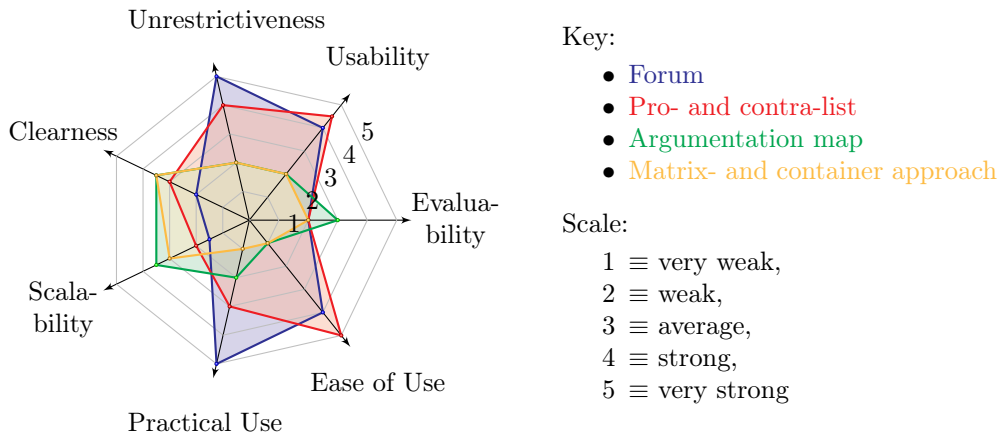 Unrestrictiveness
Usability
Clearness
5
4
3
2
1
Evalua-
bility
Scala-
bility
Ease of Use
Practical Use
Key:
• Forum
• Pro- and contra-list
• Argumentation map
• Matrix- and container approach
Scale:
1 ≡ very weak,
2 ≡ weak,
3 ≡ average,
4 ≡ strong,
5 ≡ very strong